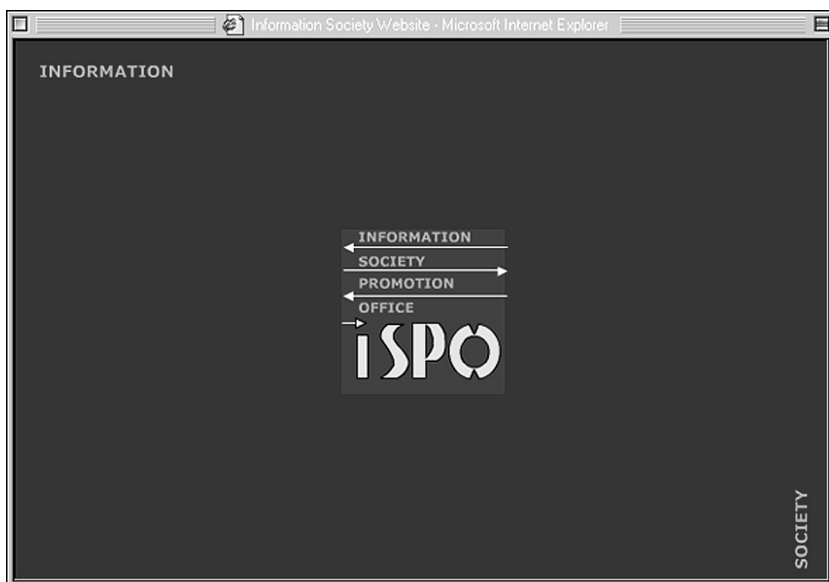 Information Society Website - Microsoft Internet Explorer
INFORMATION
INFORMATION
SOCIETY
PROMOTION
OFFICE
iSPO
SOCIETY